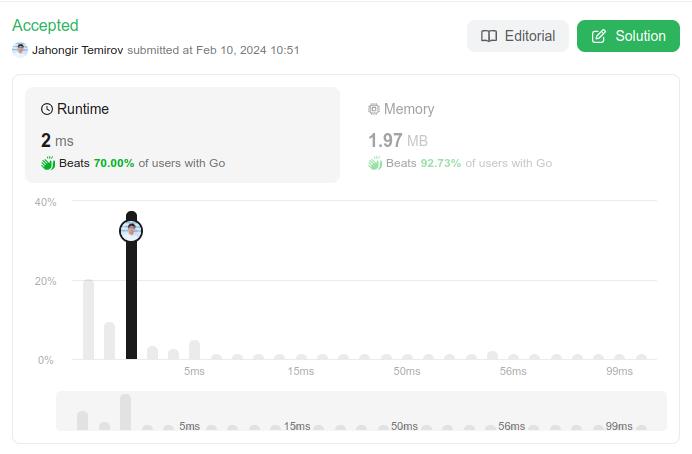 Accepted
Jahongir Temirov submitted at Feb 10, 2024 10:51
Editorial
Solution
Runtime
2 ms
Beats 70.00% of users with Go
Memory
1.97 MB
Beats 92.73% of users with Go
40%
20%
0%
5ms 15ms 50ms 56ms 99ms
5ms 15ms 50ms 56ms 99ms